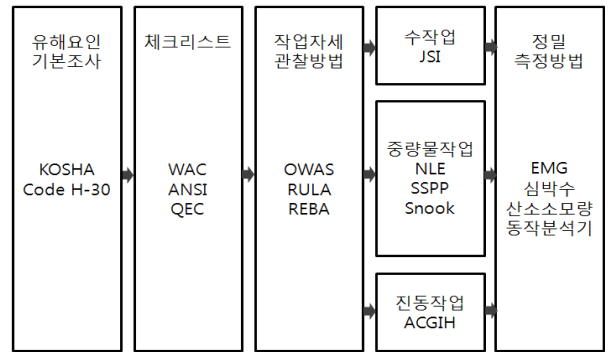 유해요인
기본조사
KOSHA
Code H-30
체크리스트
WAC
ANSI
QEC
작업자세
관찰방법
OWAS
RULA
REBA
수작업
JSI
중량물작업
NLE
SSPP
Snook
진동작업
ACGIH
정밀
측정방법
EMG
심박수
산소소모량
동작분석기